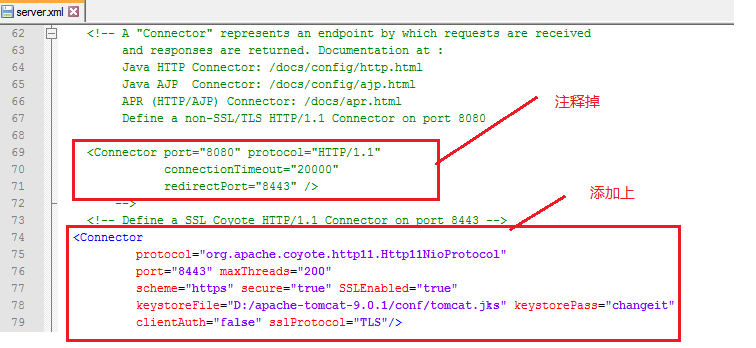 server.xml
62 <!-- A "Connector" represents an endpoint by which requests are received
63 and responses are returned. Documentation at :
64 Java HTTP Connector: /docs/config/http.html
65 Java AJP  Connector: /docs/config/ajp.html
66 APR (HTTP/AJP) Connector: /docs/apr.html
67 Define a non-SSL/TLS HTTP/1.1 Connector on port 8080
注释掉
68
69 <Connector port="8080" protocol="HTTP/1.1"
70 connectionTimeout="20000"
71 redirectPort="8443" />
添加上
72 -->
73 <!-- Define a SSL Coyote HTTP/1.1 Connector on port 8443 -->
74 <Connector
75 protocol="org.apache.coyote.http11.Http11NioProtocol"
76 port="8443" maxThreads="200"
77 scheme="https" secure="true" SSLEnabled="true"
78 keystoreFile="D:/apache-tomcat-9.0.1/conf/tomcat.jks" keystorePass="changeit"
79 clientAuth="false" sslProtocol="TLS"/>